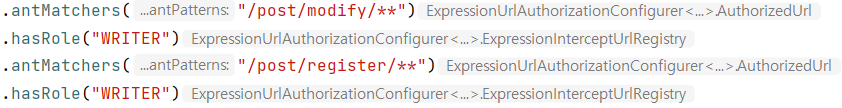 .antMatchers( ...antPatterns: "/post/modify/**") ExpressionUrlAuthorizationConfigurer<...>.AuthorizedUrl
.hasRole("WRITER") ExpressionUrlAuthorizationConfigurer<...>.ExpressionInterceptUrlRegistry
.antMatchers( ...antPatterns: "/post/register/**") ExpressionUrlAuthorizationConfigurer<...>.AuthorizedUrl
.hasRole("WRITER") ExpressionUrlAuthorizationConfigurer<...>.ExpressionInterceptUrlRegistry